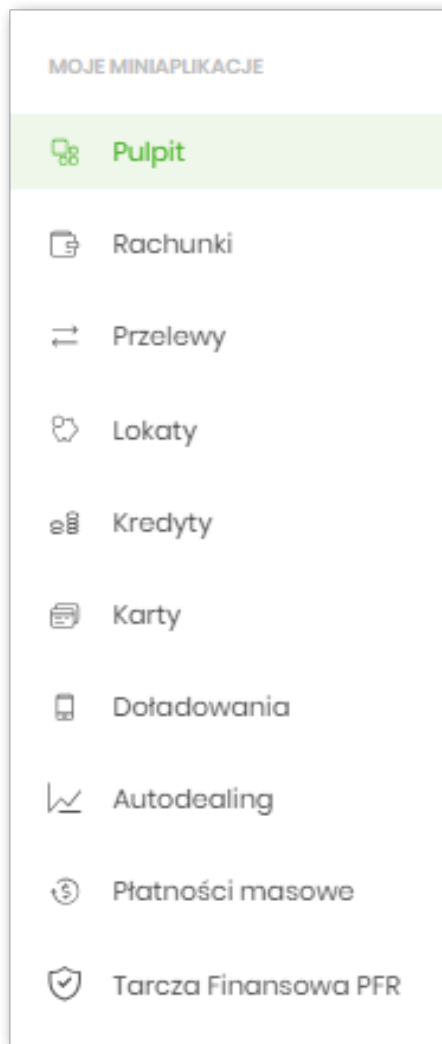 MOJE MINIAPLIKACJE
Pulpit
Rachunki
Przelewy
Lokaty
Kredyty
Karty
Doładowania
Autodealing
Płatności masowe
Tarcza Finansowa PFR